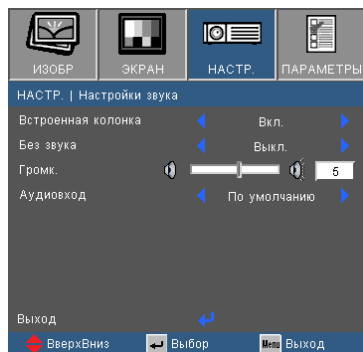 ИЗОБР ЭКРАН НАСТР. ПАРАМЕТРЫ
НАСТР. | Настройки звука
Встроенная колонка Вкл.
Без звука Выкл.
Громк. 5
Аудиовход По умолчанию
Выход
ВверхВниз Выбор Menu Выход